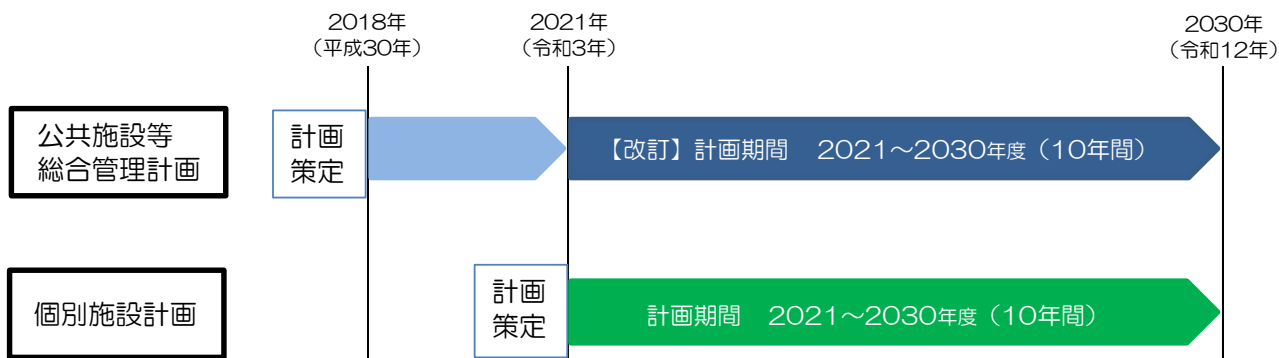 2018年
（平成30年）
2021年
（令和3年）
2030年
（令和12年）
公共施設等
総合管理計画
計画
策定
【改訂】計画期間　2021～2030年度（10年間）
個別施設計画
計画
策定
計画期間　2021～2030年度（10年間）